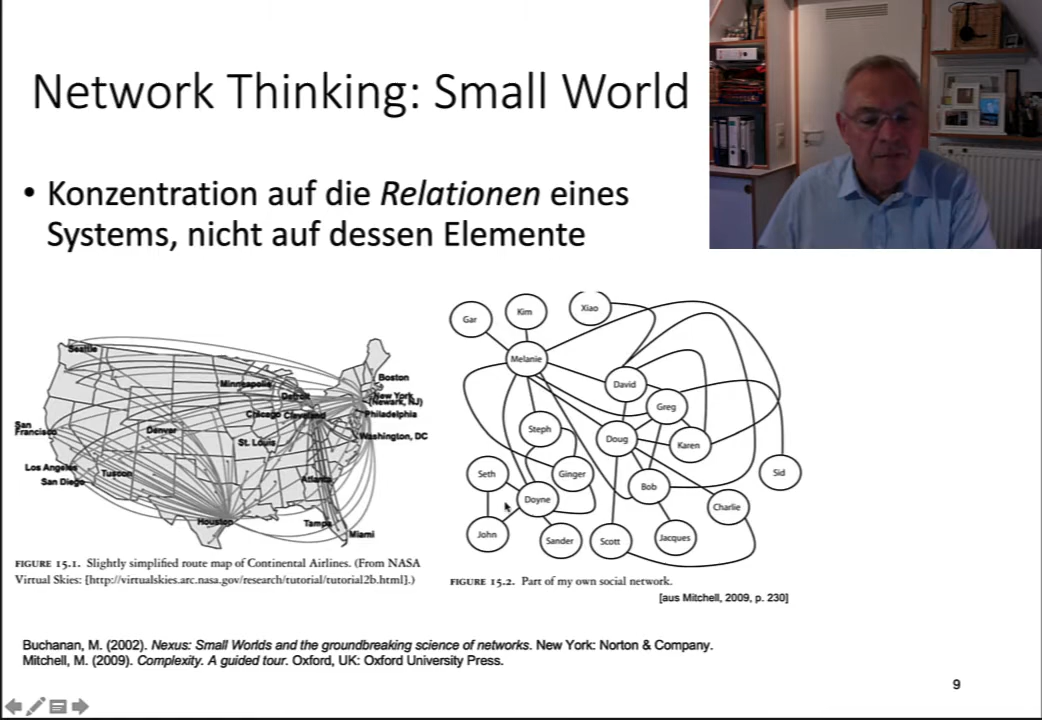 Network Thinking: Small World
• Konzentration auf die Relationen eines
Systems, nicht auf dessen Elemente
Seattle
Minneapolis
Detroit
Boston
New York
(Newark, NJ)
Chicago
Cleveland
Philadelphia
Washington, DC
San
Francisco
Denver
St. Louis
Los Angeles
Tucson
San Diego
Atlanta
Houston
Tampa
Miami
FIGURE 15.1. Slightly simplified route map of Continental Airlines. (From NASA
Virtual Skies: [http://virtualskies.arc.nasa.gov/research/tutorial/tutorial2b.html].)
Gar
Kim
Xiao
Melanie
David
Greg
Steph
Doug
Karen
Seth
Ginger
Sid
Bob
Doyne
Charlie
John
Sander
Scott
Jacques
FIGURE 15.2. Part of my own social network.
[aus Mitchell, 2009, p. 230]
Buchanan, M. (2002). Nexus: Small Worlds and the groundbreaking science of networks. New York: Norton & Company.
Mitchell, M. (2009). Complexity. A guided tour. Oxford, UK: Oxford University Press.
9